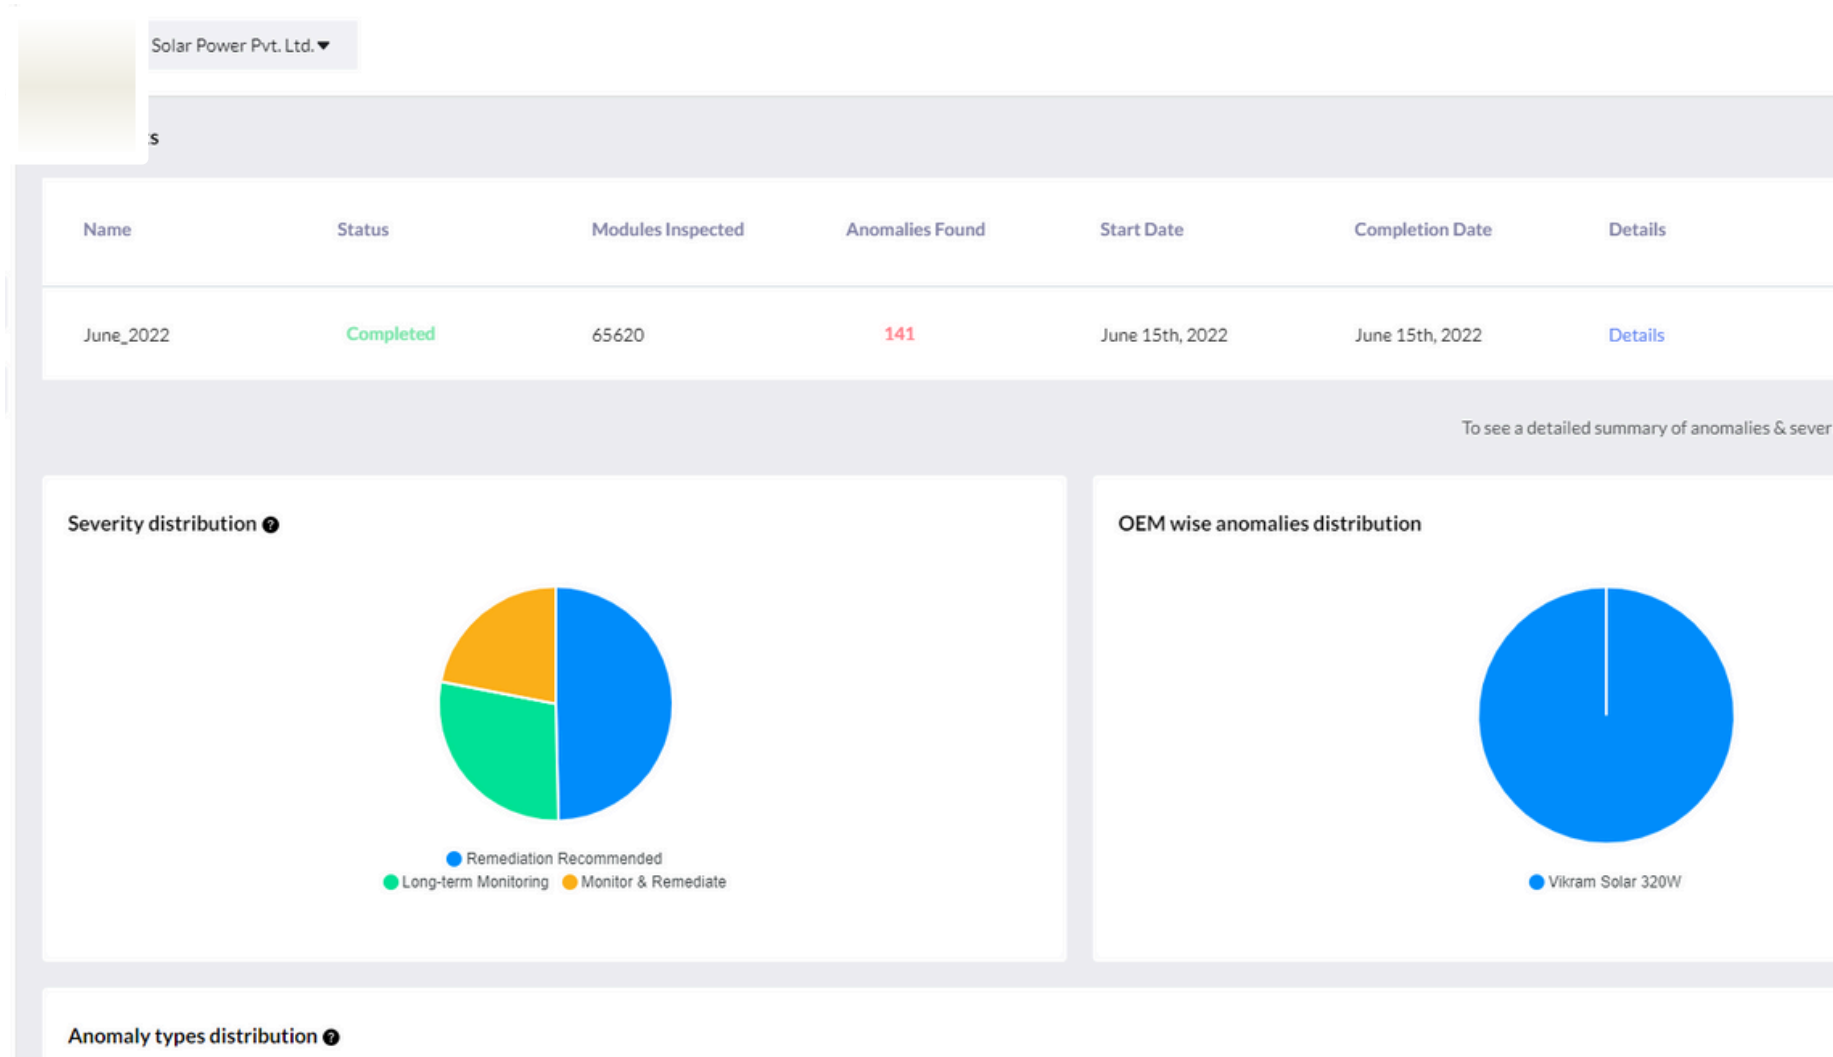 Solar Power Pvt. Ltd.
Name Status Modules Inspected Anomalies Found Start Date Completion Date Details
June_2022 Completed 65620 141 June 15th, 2022 June 15th, 2022 Details
To see a detailed summary of anomalies & sever
Severity distribution ?
OEM wise anomalies distribution
Remediation Recommended
Long-term Monitoring Monitor & Remediate
Vikram Solar 320W
Anomaly types distribution ?